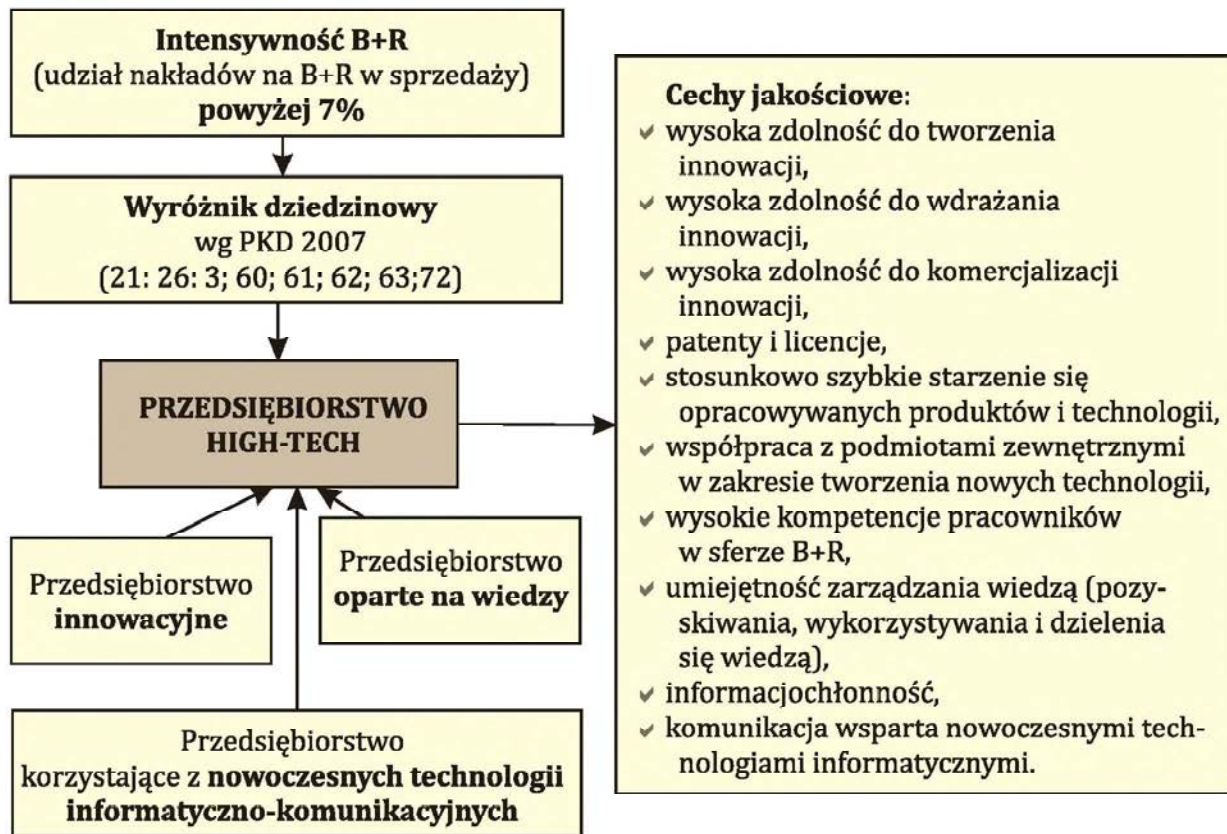 Intensywność B+R
(udział nakładów na B+R w sprzedaży)
powyżej 7%
Wyróżnik dziedzinowy
wg PKD 2007
(21: 26: 3; 60; 61; 62; 63;72)
PRZEDSIĘBIORSTWO
HIGH-TECH
Przedsiębiorstwo
innowacyjne
Przedsiębiorstwo
oparte na wiedzy
Przedsiębiorstwo
korzystające z nowoczesnych technologii
informatyczno-komunikacyjnych
Cechy jakościowe:
wysoka zdolność do tworzenia
innowacji,
wysoka zdolność do wdrażania
innowacji,
wysoka zdolność do komercjalizacji
innowacji,
patenty i licencje,
stosunkowo szybkie starzenie się
opracowywanych produktów i technologii,
współpraca z podmiotami zewnętrznymi
w zakresie tworzenia nowych technologii,
wysokie kompetencje pracowników
w sferze B+R,
umiejętność zarządzania wiedzą (pozy-
skiwania, wykorzystywania i dzielenia
się wiedzą),
informacjochłonność,
komunikacja wsparta nowoczesnymi tech-
nologiami informatycznymi.